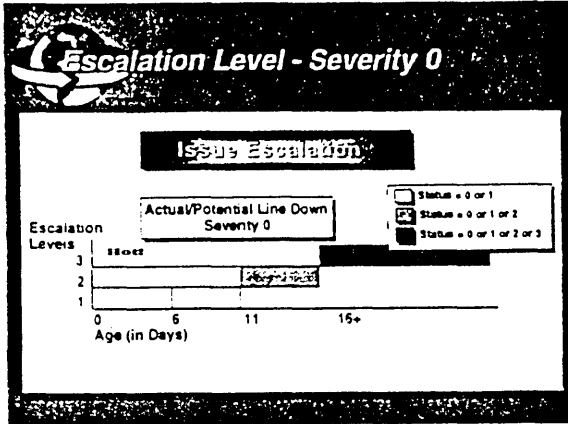 Escalation Level - Severity 0
Issue Escalation
Actual/Potential Line Down
Severity 0
Status = 0 or 1
Status = 0 or 1 or 2
Status = 0 or 1 or 2 or 3
Escalation
Levels
3
2
1
0 6 11 16+
Age (in Days)